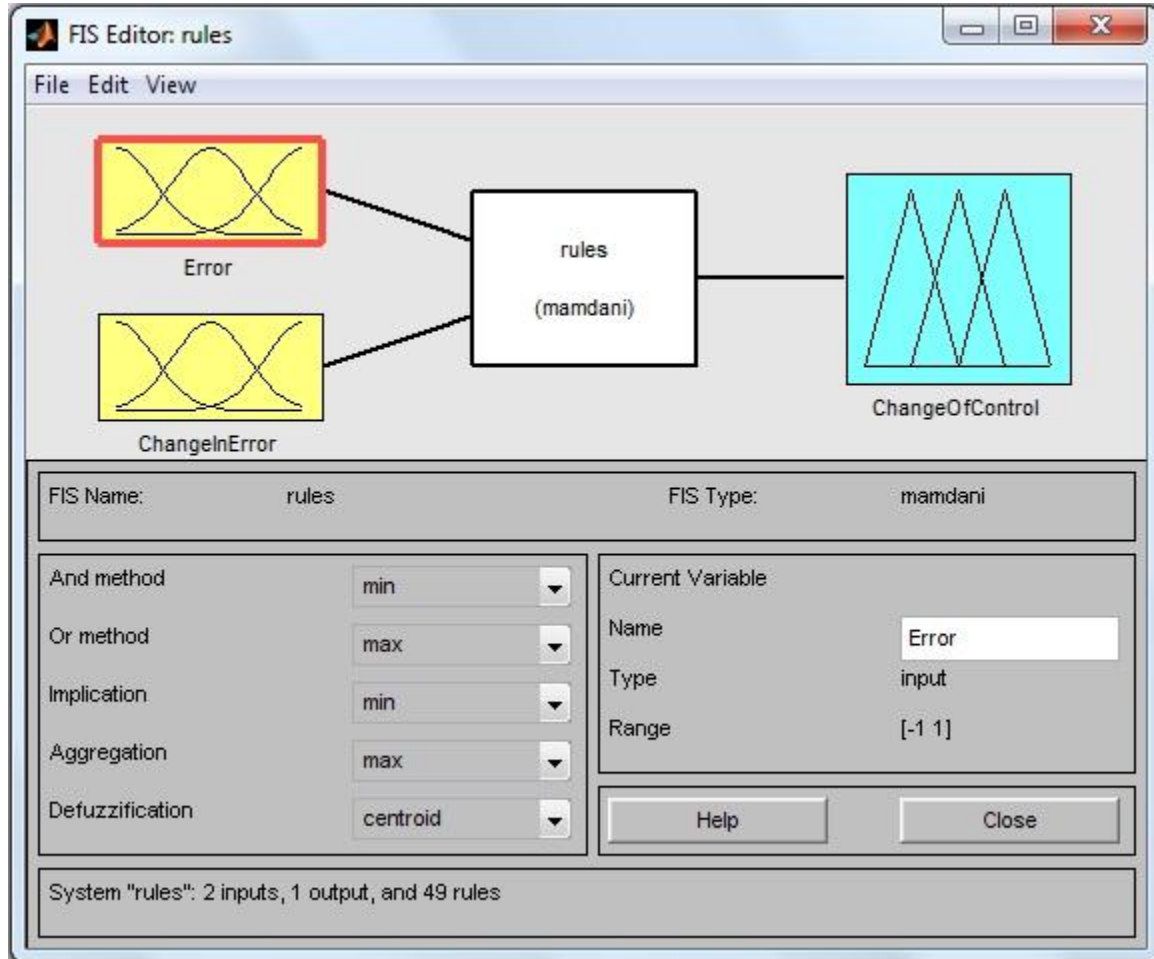 FIS Editor: rules
File Edit View
Error
rules
(mamdani)
ChangeInError
ChangeOfControl
FIS Name: rules FIS Type: mamdani
And method min
Or method max
Implication min
Aggregation max
Defuzzification centroid
Current Variable
Name Error
Type input
Range [-1 1]
Help Close
System "rules": 2 inputs, 1 output, and 49 rules